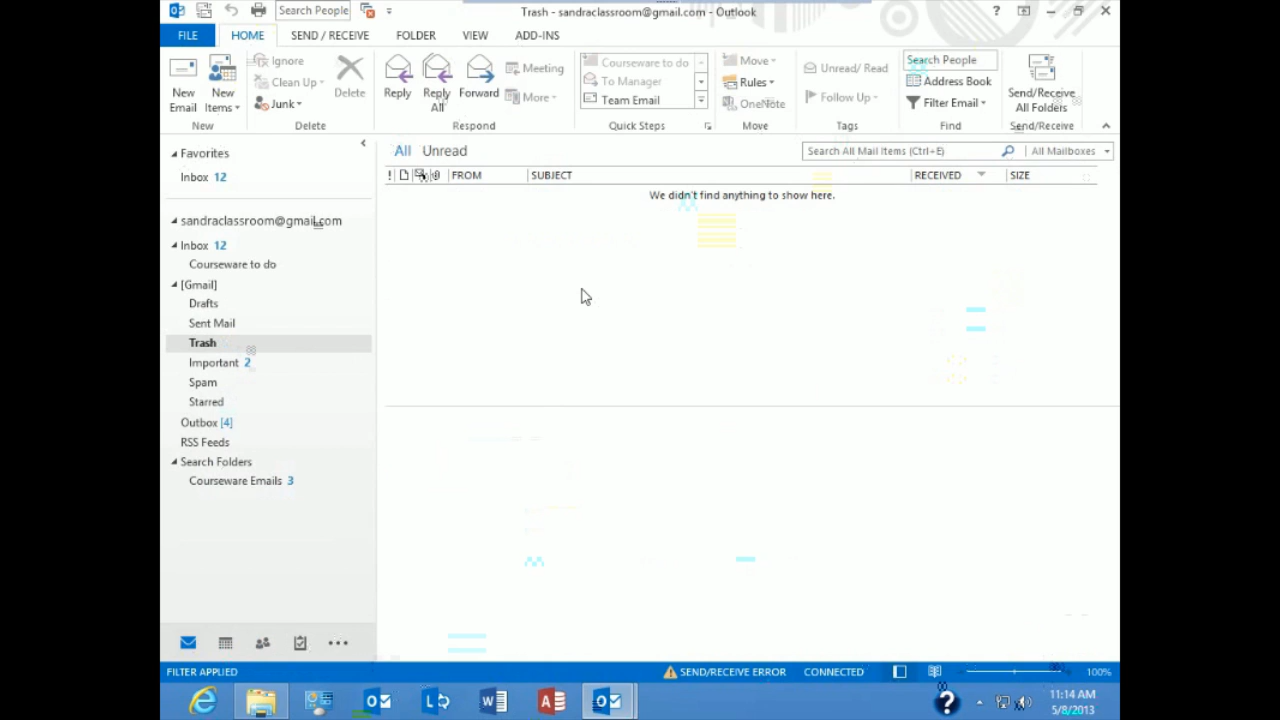 Search People
Trash - sandraclassroom@gmail.com - Outlook
?
FILE
HOME
SEND / RECEIVE
FOLDER
VIEW
ADD-INS
New Email
New Items
New
Ignore
Clean Up
Junk
Delete
Delete
Reply
Reply All
Forward
Meeting
More
Respond
Courseware to do
To Manager
Team Email
Quick Steps
Move
Rules
OneNote
Move
Unread/ Read
Follow Up
Tags
Search People
Address Book
Filter Email
Find
Send/Receive All Folders
Send/Receive
Favorites
Inbox 12
sandraclassroom@gmail.com
Inbox 12
Courseware to do
[Gmail]
Drafts
Sent Mail
Trash
Important 2
Spam
Starred
Outbox [4]
RSS Feeds
Search Folders
Courseware Emails 3
All Unread
Search All Mail Items (Ctrl+E)
All Mailboxes
! FROM SUBJECT RECEIVED SIZE
We didn't find anything to show here.
FILTER APPLIED
SEND/RECEIVE ERROR
CONNECTED
100%
11:14 AM
5/8/2013